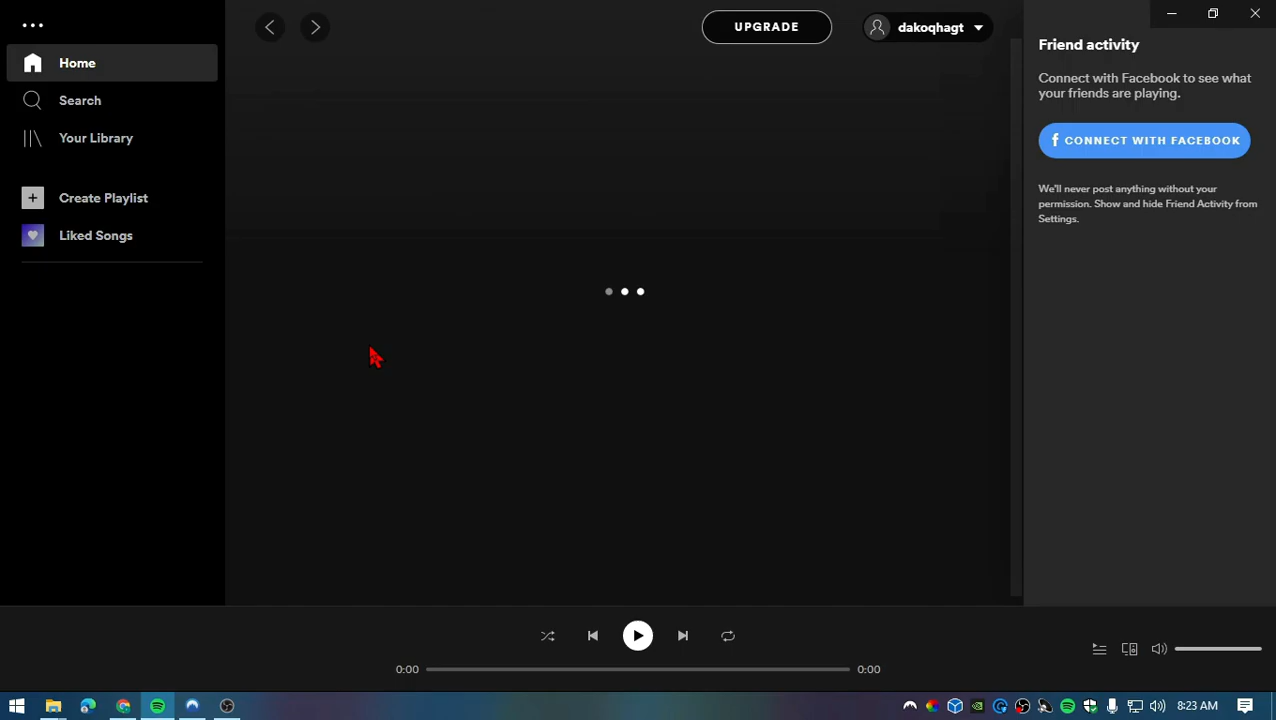 UPGRADE
dakoqhagt
Home
Search
Your Library
Create Playlist
Liked Songs
Friend activity
Connect with Facebook to see what
your friends are playing.
f CONNECT WITH FACEBOOK
We'll never post anything without your
permission. Show and hide Friend Activity from
Settings.
0:00
0:00
8:23 AM